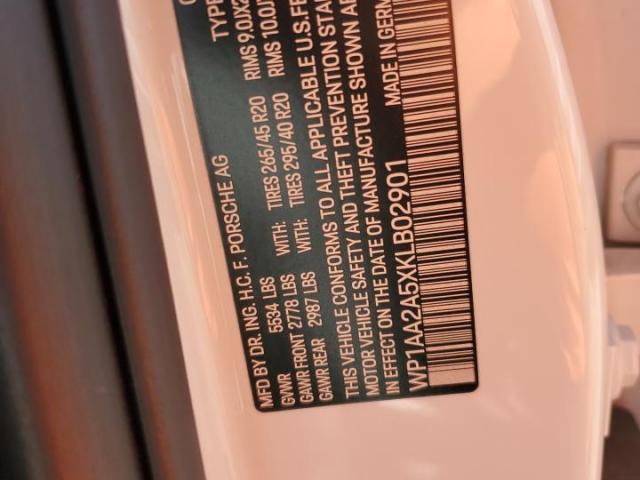 MFD BY DR. ING. H.C. F. PORSCHE AG
GVWR 5534 LBS WITH: TIRES 265/45 R20 RIMS 9.0JX2
GAWR FRONT 2778 LBS WITH: TIRES 295/40 R20 RIMS 10.0J
GAWR REAR 2987 LBS
THIS VEHICLE CONFORMS TO ALL APPLICABLE U.S. FE
MOTOR VEHICLE SAFETY AND THEFT PREVENTION STAN
IN EFFECT ON THE DATE OF MANUFACTURE SHOWN AB
WP1AA2A5XKLB02901 MADE IN GERM
TYPE